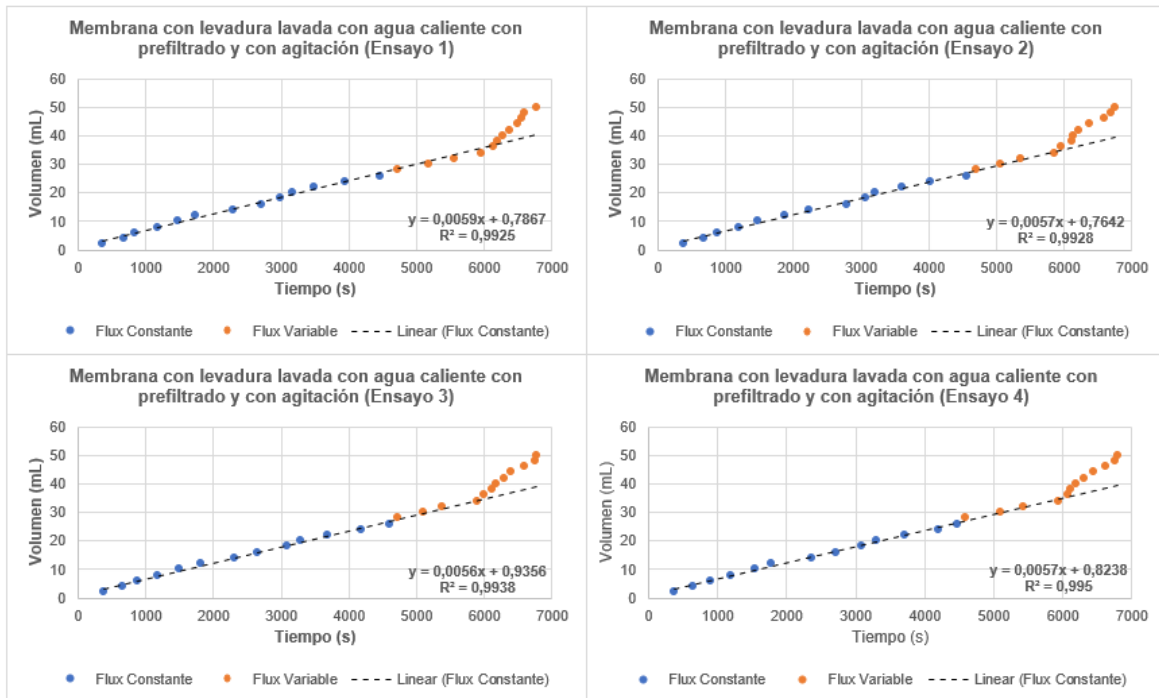 Membrana con levadura lavada con agua caliente con
prefiltrado y con agitación (Ensayo 1)
60
50
40
30
20
10
0
Volumen (mL)
y = 0,0059x + 0,7867
R² = 0,9925
0 1000 2000 3000 4000 5000 6000 7000
Tiempo (s)
Flux Constante Flux Variable Linear (Flux Constante)
Membrana con levadura lavada con agua caliente con
prefiltrado y con agitación (Ensayo 2)
60
50
40
30
20
10
0
Volumen (mL)
y = 0,0057x + 0,7642
R² = 0,9928
0 1000 2000 3000 4000 5000 6000 7000
Tiempo (s)
Flux Constante Flux Variable Linear (Flux Constante)
Membrana con levadura lavada con agua caliente con
prefiltrado y con agitación (Ensayo 3)
60
50
40
30
20
10
0
Volumen (mL)
y = 0,0056x + 0,9356
R² = 0,9938
0 1000 2000 3000 4000 5000 6000 7000
Tiempo (s)
Flux Constante Flux Variable Linear (Flux Constante)
Membrana con levadura lavada con agua caliente con
prefiltrado y con agitación (Ensayo 4)
60
50
40
30
20
10
0
Volumen (mL)
y = 0,0057x + 0,8238
R² = 0,995
0 1000 2000 3000 4000 5000 6000 7000
Tiempo (s)
Flux Constante Flux Variable Linear (Flux Constante)